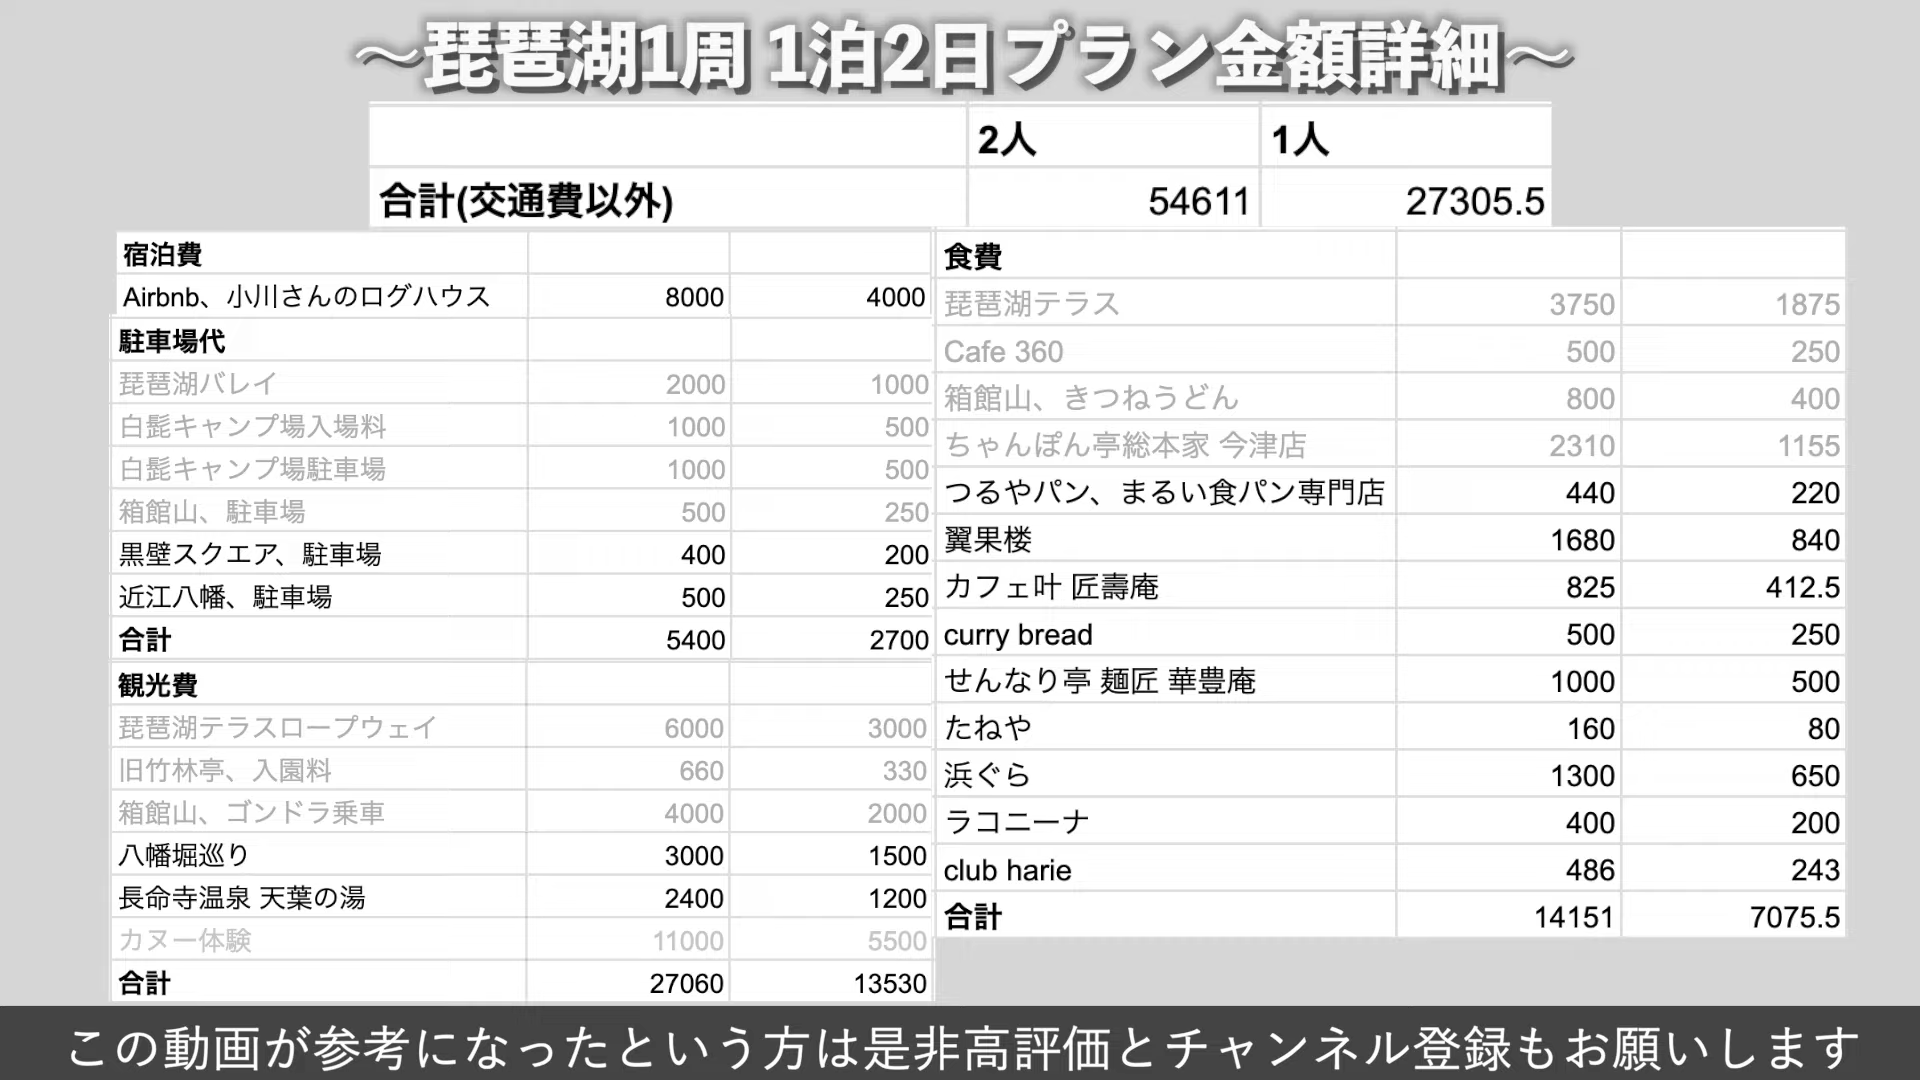 ～琵琶湖1周 1泊2日プラン金額詳細～
2人 1人
合計(交通費以外) 54611 27305.5
宿泊費
Airbnb、小川さんのログハウス 8000 4000
駐車場代
琵琶湖バレイ 2000 1000
白髭キャンプ場入場料 1000 500
白髭キャンプ場駐車場 1000 500
箱館山、駐車場 500 250
黒壁スクエア、駐車場 400 200
近江八幡、駐車場 500 250
合計 5400 2700
観光費
琵琶湖テラスロープウェイ 6000 3000
旧竹林亭、入園料 660 330
箱館山、ゴンドラ乗車 4000 2000
八幡堀巡り 3000 1500
長命寺温泉 天葉の湯 2400 1200
カヌー体験 11000 5500
合計 27060 13530
食費
琵琶湖テラス 3750 1875
Cafe 360 500 250
箱館山、きつねうどん 800 400
ちゃんぽん亭総本家 今津店 2310 1155
つるやパン、まるい食パン専門店 440 220
翼果楼 1680 840
カフェ叶 匠壽庵 825 412.5
curry bread 500 250
せんなり亭 麺匠 華豊庵 1000 500
たねや 160 80
浜ぐら 1300 650
ラコニーナ 400 200
club harie 486 243
合計 14151 7075.5
この動画が参考になったという方は是非高評価とチャンネル登録もお願いします